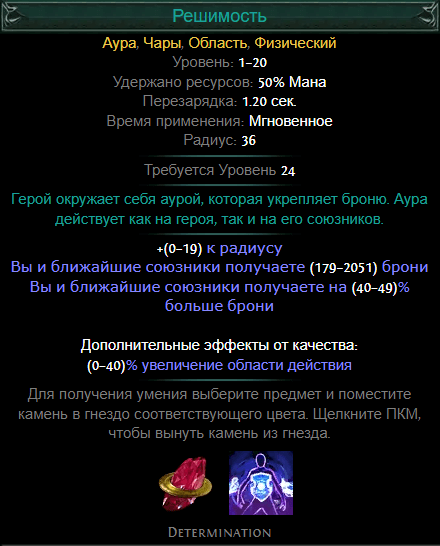 Решимость
Аура, Чары, Область, Физический
Уровень: 1–20
Удержано ресурсов: 50% Мана
Перезарядка: 1.20 сек.
Время применения: Мгновенное
Радиус: 36
Требуется Уровень 24
Герой окружает себя аурой, которая укрепляет броню. Аура
действует как на героя, так и на его союзников.
+(0–19) к радиусу
Вы и ближайшие союзники получаете (179–2051) брони
Вы и ближайшие союзники получаете на (40–49)%
больше брони
Дополнительные эффекты от качества:
(0–40)% увеличение области действия
Для получения умения выберите предмет и поместите
камень в гнездо соответствующего цвета. Щелкните ПКМ,
чтобы вынуть камень из гнезда.
Determination